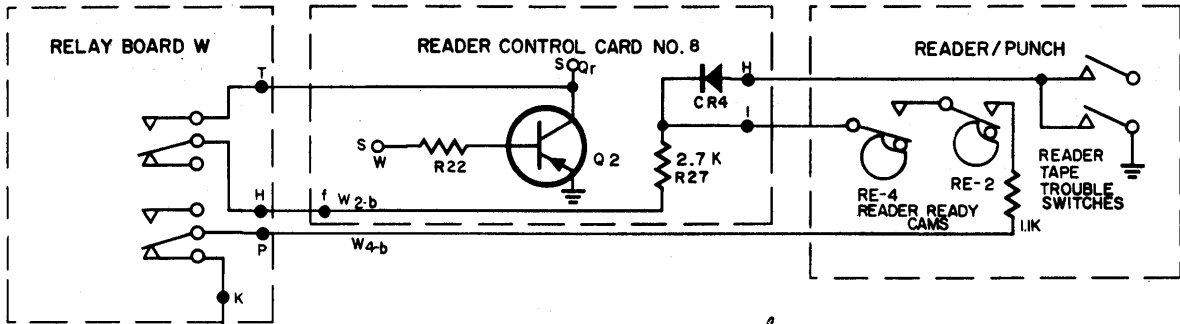 RELAY BOARD W
T
H
P
K
READER CONTROL CARD NO. 8
S Qr
S
W
R22
Q2
CR4
H
I
2.7 K
R27
f
W2-b
W4-b
READER/PUNCH
RE-4
RE-2
READER READY
CAMS
1.1K
READER
TAPE
TROUBLE
SWITCHES